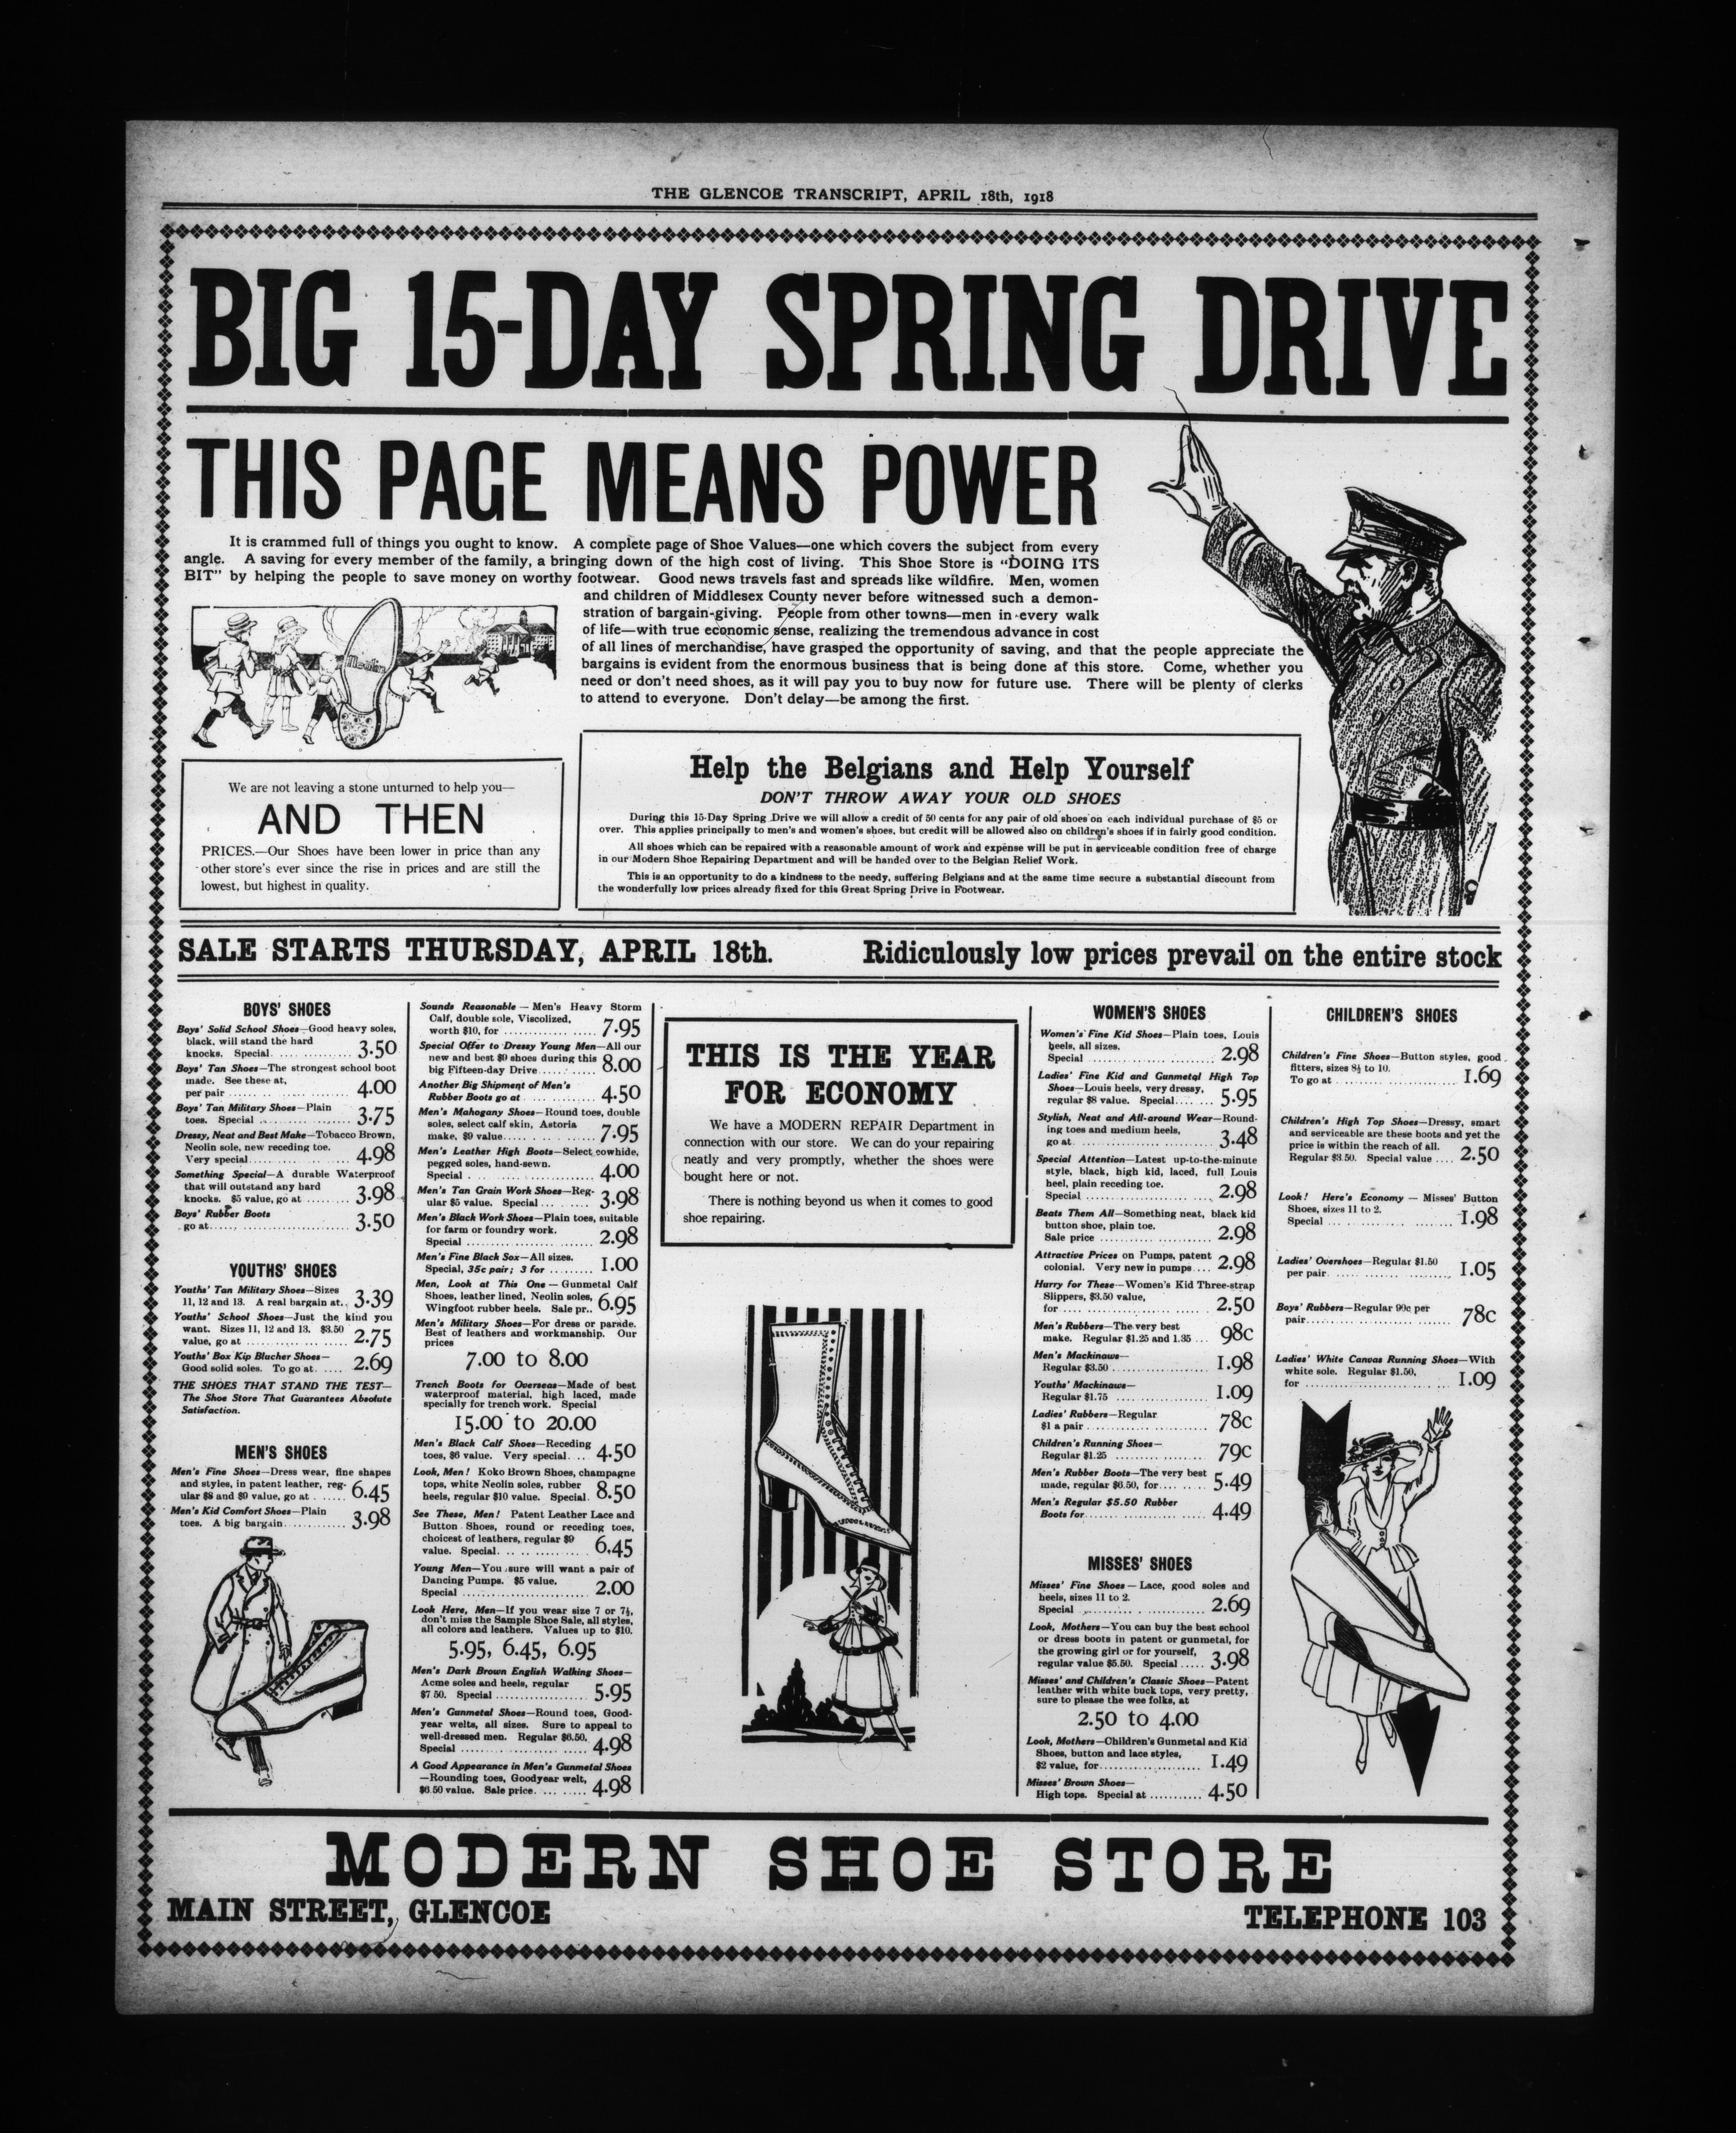 THE GLENCOE TRANSCRIPT, APRIL 18th, 1918
BIG 15-DAY SPRING DRIVE
THIS PAGE MEANS POWER
It is crammed full of things you ought to know. A complete page of Shoe Values—one which covers the subject from every
angle. A saving for every member of the family, a bringing down of the high cost of living. This Shoe Store is "DOING ITS
BIT" by helping the people to save money on worthy footwear. Good news travels fast and spreads like wildfire. Men, women
and children of Middlesex County never before witnessed such a demon-
stration of bargain-giving. People from other towns—men in every walk
of life—with true economic sense, realizing the tremendous advance in cost
of all lines of merchandise, have grasped the opportunity of saving, and that the people appreciate the
bargains is evident from the enormous business that is being done at this store. Come, whether you
need or don't need shoes, as it will pay you to buy now for future use. There will be plenty of clerks
to attend to everyone. Don't delay—be among the first.
We are not leaving a stone unturned to help you—
AND THEN
PRICES.—Our Shoes have been lower in price than any
other store's ever since the rise in prices and are still the
lowest, but highest in quality.
Help the Belgians and Help Yourself
DON'T THROW AWAY YOUR OLD SHOES
During this 15-Day Spring Drive we will allow a credit of 50 cents for any pair of old shoes on each individual purchase of $5 or
over. This applies principally to men's and women's shoes, but credit will be allowed also on children's shoes if in fairly good condition.
All shoes which can be repaired with a reasonable amount of work and expense will be put in serviceable condition free of charge
in our Modern Shoe Repairing Department and will be handed over to the Belgian Relief Work.
This is an opportunity to do a kindness to the needy, suffering Belgians and at the same time secure a substantial discount from
the wonderfully low prices already fixed for this Great Spring Drive in Footwear.
SALE STARTS THURSDAY, APRIL 18th. Ridiculously low prices prevail on the entire stock
BOYS' SHOES
Boys' Solid School Shoes—Good heavy soles,
black, will stand the hard
knocks. Special 3.50
Boys' Tan Shoes—The strongest school boot
made. See these at,
per pair 4.00
Boys' Tan Military Shoes—Plain
toes. Special 3.75
Dressy, Neat and Best Make—Tobacco Brown,
Neolin sole, new receding toe.
Very special 4.98
Something Special—A durable Waterproof
that will outstand any hard
knocks. $5 value, go at 3.98
Boys' Rubber Boots
go at 3.50
YOUTHS' SHOES
Youths' Tan Military Shoes—Sizes
11, 12 and 13. A real bargain at.. 3.39
Youths' School Shoes—Just the kind you
want. Sizes 11, 12 and 13. $3.50
value, go at 2.75
Youths' Box Kip Blucher Shoes—
Good solid soles. To go at 2.69
THE SHOES THAT STAND THE TEST—
The Shoe Store That Guarantees Absolute
Satisfaction.
MEN'S SHOES
Men's Fine Shoes—Dress wear, fine shapes
and styles, in patent leather, reg-
ular $8 and $9 value, go at 6.45
Men's Kid Comfort Shoes—Plain
toes. A big bargain 3.98
Sounds Reasonable—Men's Heavy Storm
Calf, double sole, Viscolized,
worth $10, for 7.95
Special Offer to Dressy Young Men—All our
new and best $9 shoes during this
big Fifteen-day Drive 8.00
Another Big Shipment of Men's
Rubber Boots go at 4.50
Men's Mahogany Shoes—Round toes, double
soles, select calf skin, Astoria
make, $9 value 7.95
Men's Leather High Boots—Select cowhide,
pegged soles, hand-sewn.
Special 4.00
Men's Tan Grain Work Shoes—Reg-
ular $5 value. Special 3.98
Men's Black Work Shoes—Plain toes, suitable
for farm or foundry work.
Special 2.98
Men's Fine Black Sox—All sizes.
Special, 35c pair; 3 for 1.00
Men, Look at This One—Gunmetal Calf
Shoes, leather lined, Neolin soles,
Wingfoot rubber heels. Sale pr.. 6.95
Men's Military Shoes—For dress or parade.
Best of leathers and workmanship. Our
prices
7.00 to 8.00
Trench Boots for Overseas—Made of best
waterproof material, high laced, made
specially for trench work. Special
15.00 to 20.00
Men's Black Calf Shoes—Receding
toes, $6 value. Very special 4.50
Look, Men! Koko Brown Shoes, champagne
tops, white Neolin soles, rubber
heels, regular $10 value. Special. 8.50
See These, Men! Patent Leather Lace and
Button Shoes, round or receding toes,
choicest of leathers, regular $9
value. Special 6.45
Young Men—You sure will want a pair of
Dancing Pumps. $5 value.
Special 2.00
Look Here, Men—If you wear size 7 or 7½,
don't miss the Sample Shoe Sale, all styles,
all colors and leathers. Values up to $10.
5.95, 6.45, 6.95
Men's Dark Brown English Walking Shoes—
Acme soles and heels, regular
$7.50. Special 5.95
Men's Gunmetal Shoes—Round toes, Good-
year welts, all sizes. Sure to appeal to
well-dressed men. Regular $6.50.
Special 4.98
A Good Appearance in Men's Gunmetal Shoes
—Rounding toes, Goodyear welt,
$6.50 value. Sale price 4.98
THIS IS THE YEAR
FOR ECONOMY
We have a MODERN REPAIR Department in
connection with our store. We can do your repairing
neatly and very promptly, whether the shoes were
bought here or not.
There is nothing beyond us when it comes to good
shoe repairing.
WOMEN'S SHOES
Women's Fine Kid Shoes—Plain toes, Louis
heels, all sizes.
Special 2.98
Ladies' Fine Kid and Gunmetal High Top
Shoes—Louis heels, very dressy,
regular $8 value. Special 5.95
Stylish, Neat and All-around Wear—Round-
ing toes and medium heels,
go at 3.48
Special Attention—Latest up-to-the-minute
style, black, high kid, laced, full Louis
heel, plain receding toe.
Special 2.98
Beats Them All—Something neat, black kid
button shoe, plain toe.
Sale price 2.98
Attractive Prices on Pumps, patent
colonial. Very new in pumps 2.98
Hurry for These—Women's Kid Three-strap
Slippers, $3.50 value,
for 2.50
Men's Rubbers—The very best
make. Regular $1.25 and 1.35 98c
Men's Mackinaws—
Regular $3.50 1.98
Youths' Mackinaws—
Regular $1.75 1.09
Ladies' Rubbers—Regular
$1 a pair 78c
Children's Running Shoes—
Regular $1.25 79c
Men's Rubber Boots—The very best
made, regular $6.50, for 5.49
Men's Regular $5.50 Rubber
Boots for 4.49
MISSES' SHOES
Misses' Fine Shoes—Lace, good soles and
heels, sizes 11 to 2.
Special 2.69
Look, Mothers—You can buy the best school
or dress boots in patent or gunmetal, for
the growing girl or for yourself,
regular value $5.50. Special 3.98
Misses' and Children's Classic Shoes—Patent
leather with white buck tops, very pretty,
sure to please the wee folks, at
2.50 to 4.00
Look, Mothers—Children's Gunmetal and Kid
Shoes, button and lace styles,
$2 value, for 1.49
Misses' Brown Shoes—
High tops. Special at 4.50
CHILDREN'S SHOES
Children's Fine Shoes—Button styles, good
fitters, sizes 8½ to 10.
To go at 1.69
Children's High Top Shoes—Dressy, smart
and serviceable are these boots and yet the
price is within the reach of all.
Regular $3.50. Special value 2.50
Look! Here's Economy—Misses' Button
Shoes, sizes 11 to 2.
Special 1.98
Ladies' Overshoes—Regular $1.50
per pair 1.05
Boys' Rubbers—Regular 90c per
pair 78c
Ladies' White Canvas Running Shoes—With
white sole. Regular $1.50,
for 1.09
MODERN SHOE STORE
MAIN STREET, GLENCOE TELEPHONE 103